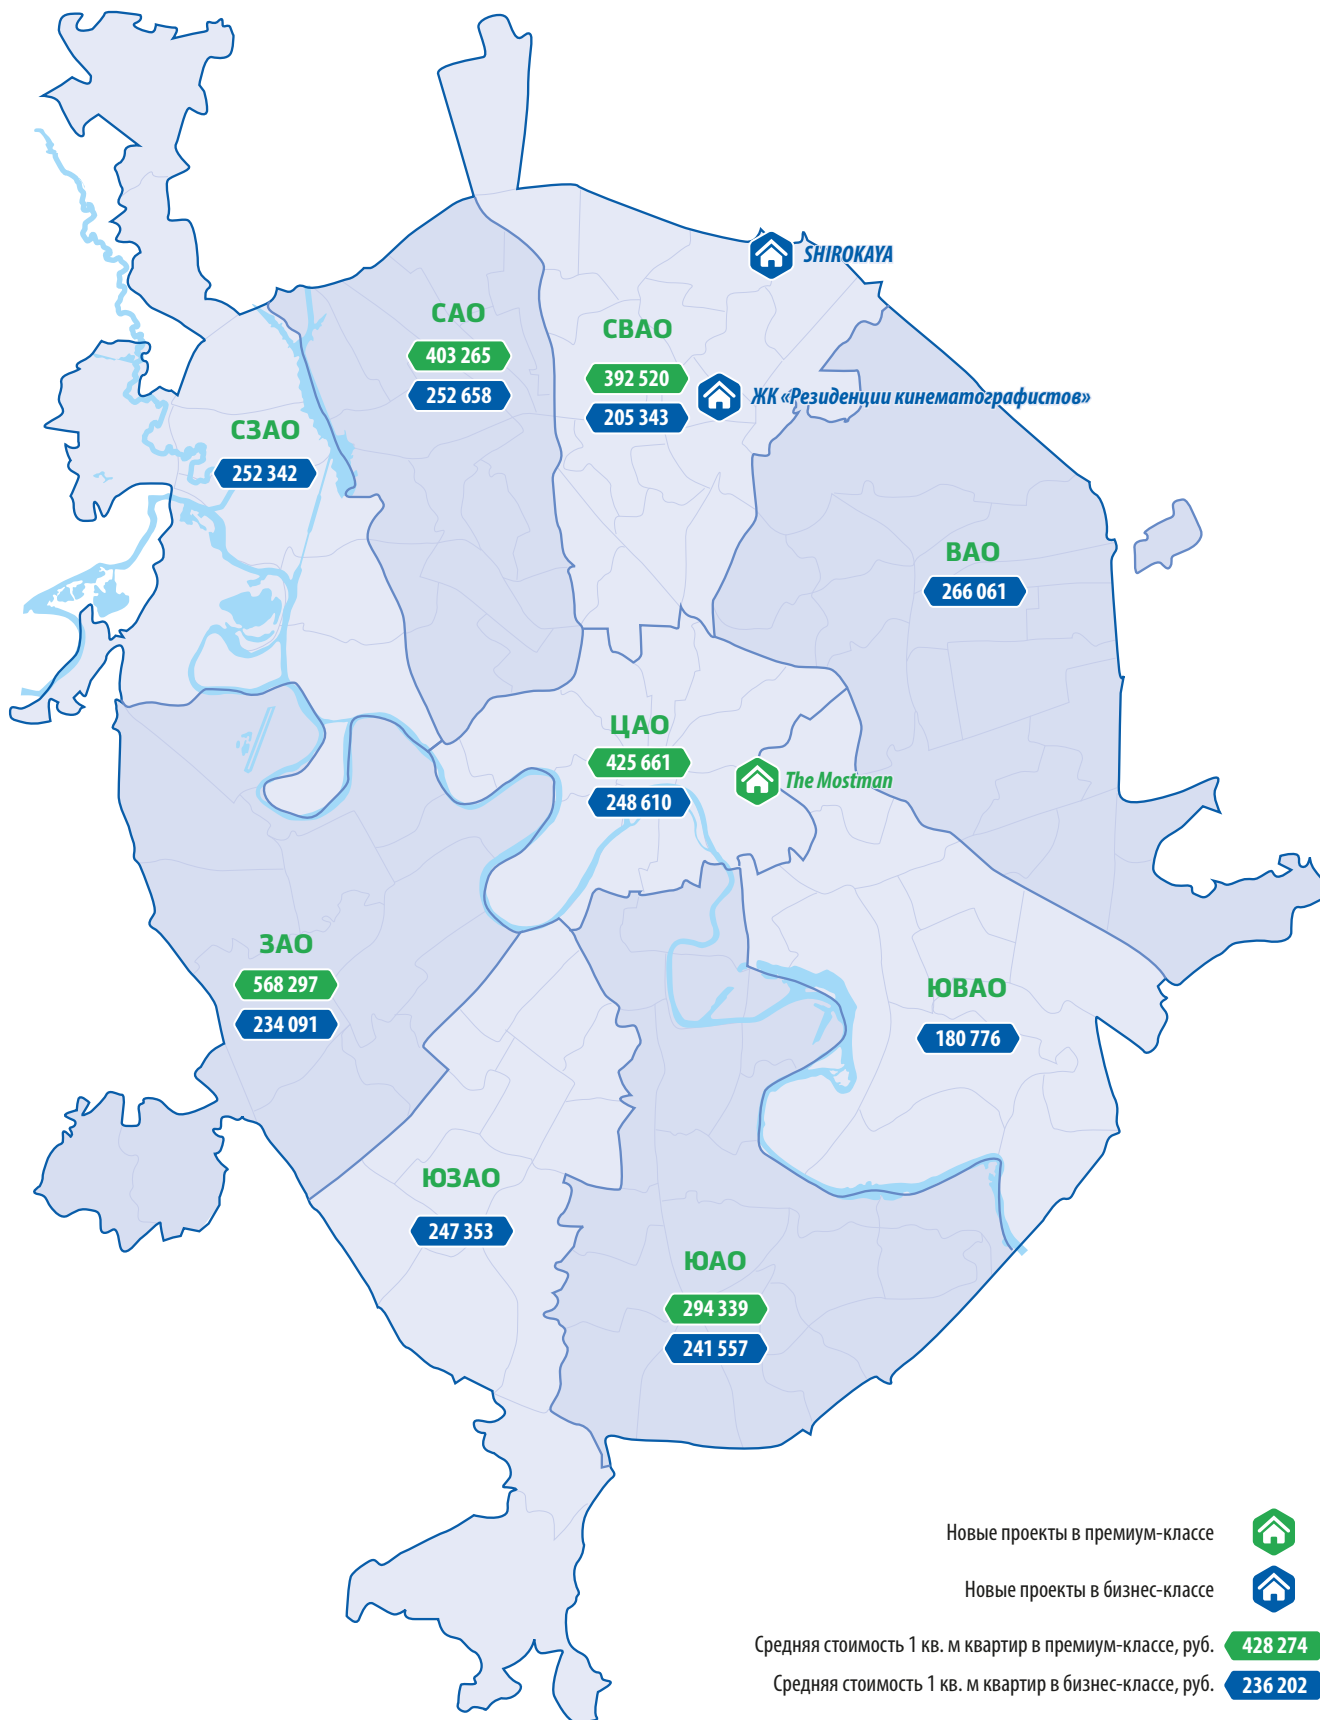 SHIROKAYA
САО
403 265
252 658
СВАО
392 520
205 343
ЖК «Резиденции кинематографистов»
СЗАО
252 342
ВАО
266 061
ЦАО
425 661
248 610
The Mostman
ЗАО
568 297
234 091
ЮВАО
180 776
ЮЗАО
247 353
ЮАО
294 339
241 557
Новые проекты в премиум-классе
Новые проекты в бизнес-классе
Средняя стоимость 1 кв. м квартир в премиум-классе, руб. 428 274
Средняя стоимость 1 кв. м квартир в бизнес-классе, руб. 236 202